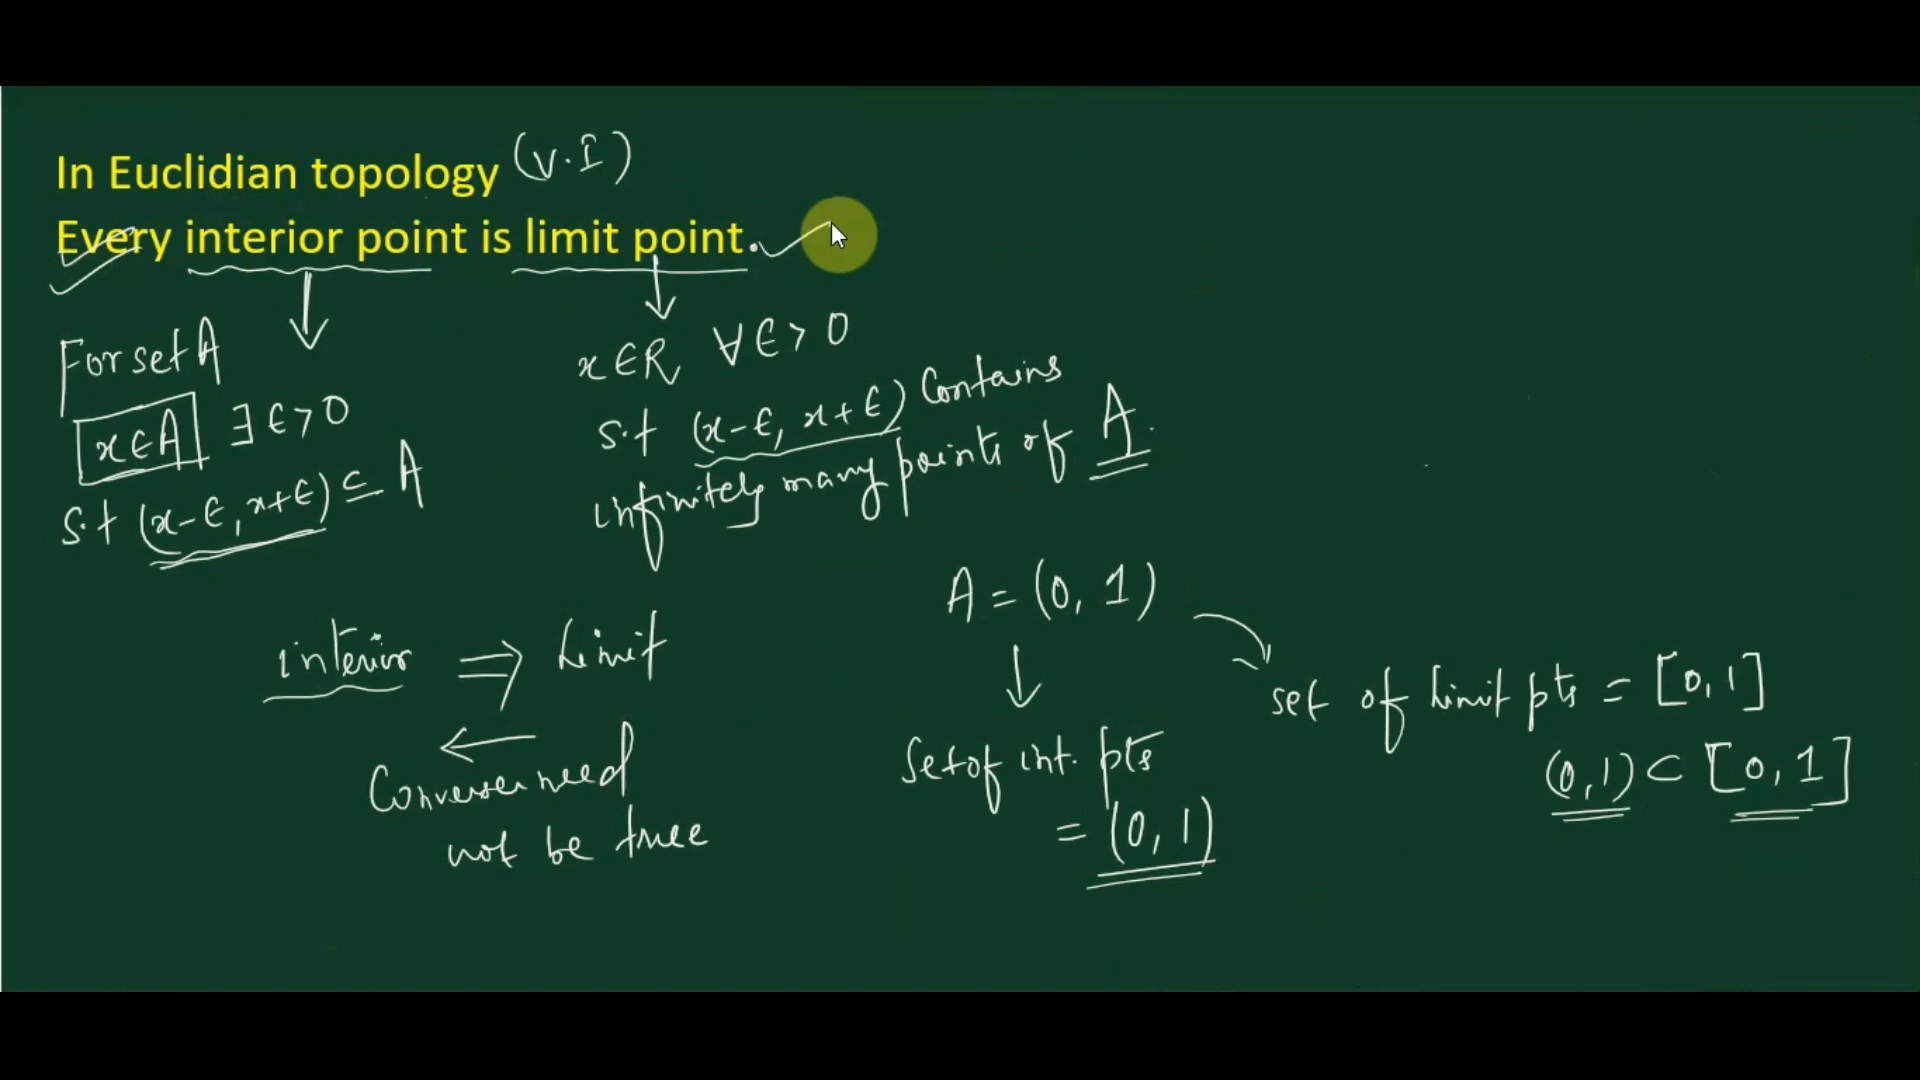 In Euclidian topology (V.I)
Every interior point is limit point.
For set A
x∈A ∃ ∈>0
s.t (x-∈, x+∈) ⊆ A
x∈R ∀∈>0
s.t (x-∈, x+∈) Contains
infinitely many points of A.
interior ⇒ Limit
←
Converse need
not be true
A = (0, 1)
↓
Set of int. pts
= (0, 1)
set of Limit pts = [0, 1]
(0, 1) ⊂ [0, 1]